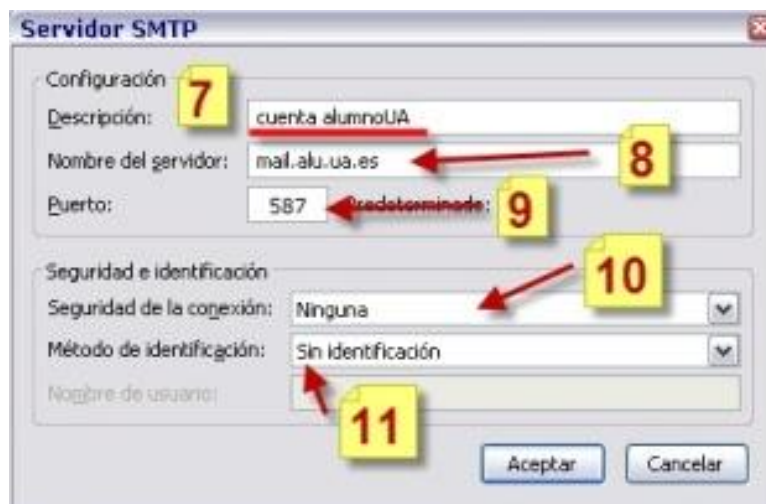 Servidor SMTP
Configuración
7
Descripción: cuenta alumnoUA
Nombre del servidor: mail.alu.ua.es
8
Puerto: 587 Predeterminado:
9
Seguridad e identificación
10
Seguridad de la conexión: Ninguna
Método de identificación: Sin identificación
Nombre de usuario:
11
Aceptar Cancelar